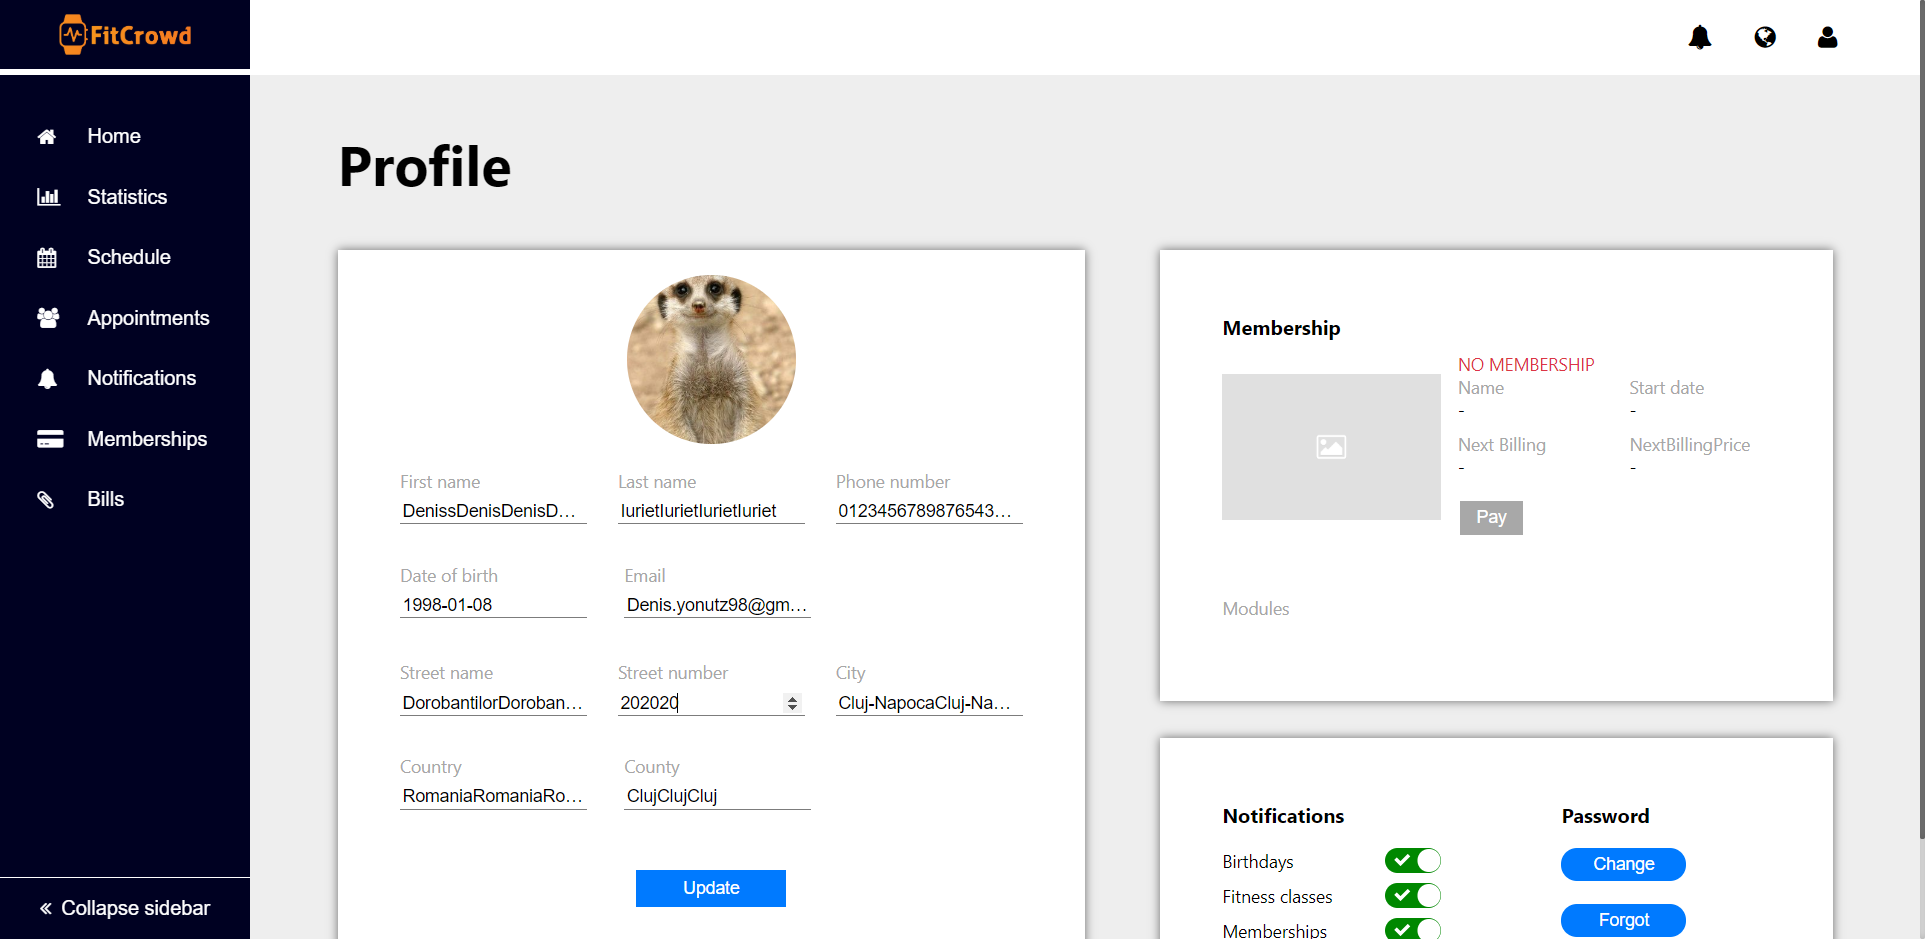 FitCrowd
Home
Statistics
Schedule
Appointments
Notifications
Memberships
Bills
Collapse sidebar
Profile
First name Last name Phone number
DenissDenisDenisD... IurietIurietIurietIuriet 0123456789876543...
Date of birth Email
1998-01-08 Denis.yonutz98@gm...
Street name Street number City
DorobantilorDoroban... 202020 Cluj-NapocaCluj-Na...
Country County
RomaniaRomaniaRo... ClujClujCluj
Update
Membership
NO MEMBERSHIP
Name Start date
- -
Next Billing NextBillingPrice
- -
Pay
Modules
Notifications Password
Birthdays Change
Fitness classes
Memberships Forgot